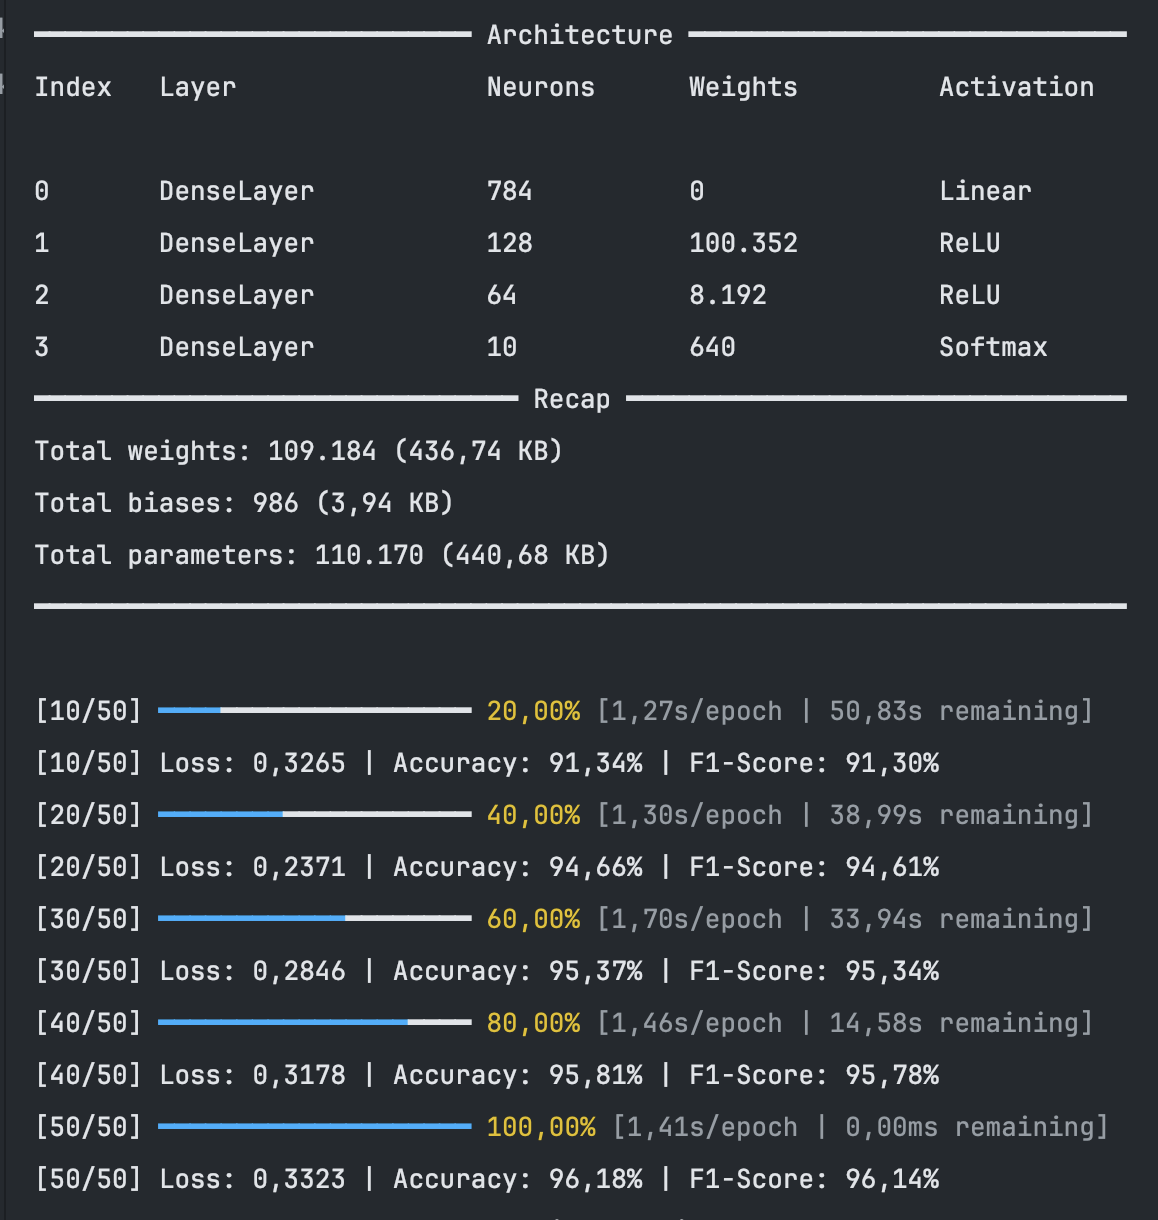 Architecture
Index Layer Neurons Weights Activation
0 DenseLayer 784 0 Linear
1 DenseLayer 128 100.352 ReLU
2 DenseLayer 64 8.192 ReLU
3 DenseLayer 10 640 Softmax
Recap
Total weights: 109.184 (436,74 KB)
Total biases: 986 (3,94 KB)
Total parameters: 110.170 (440,68 KB)
[10/50] 20,00% [1,27s/epoch | 50,83s remaining]
[10/50] Loss: 0,3265 | Accuracy: 91,34% | F1-Score: 91,30%
[20/50] 40,00% [1,30s/epoch | 38,99s remaining]
[20/50] Loss: 0,2371 | Accuracy: 94,66% | F1-Score: 94,61%
[30/50] 60,00% [1,70s/epoch | 33,94s remaining]
[30/50] Loss: 0,2846 | Accuracy: 95,37% | F1-Score: 95,34%
[40/50] 80,00% [1,46s/epoch | 14,58s remaining]
[40/50] Loss: 0,3178 | Accuracy: 95,81% | F1-Score: 95,78%
[50/50] 100,00% [1,41s/epoch | 0,00ms remaining]
[50/50] Loss: 0,3323 | Accuracy: 96,18% | F1-Score: 96,14%